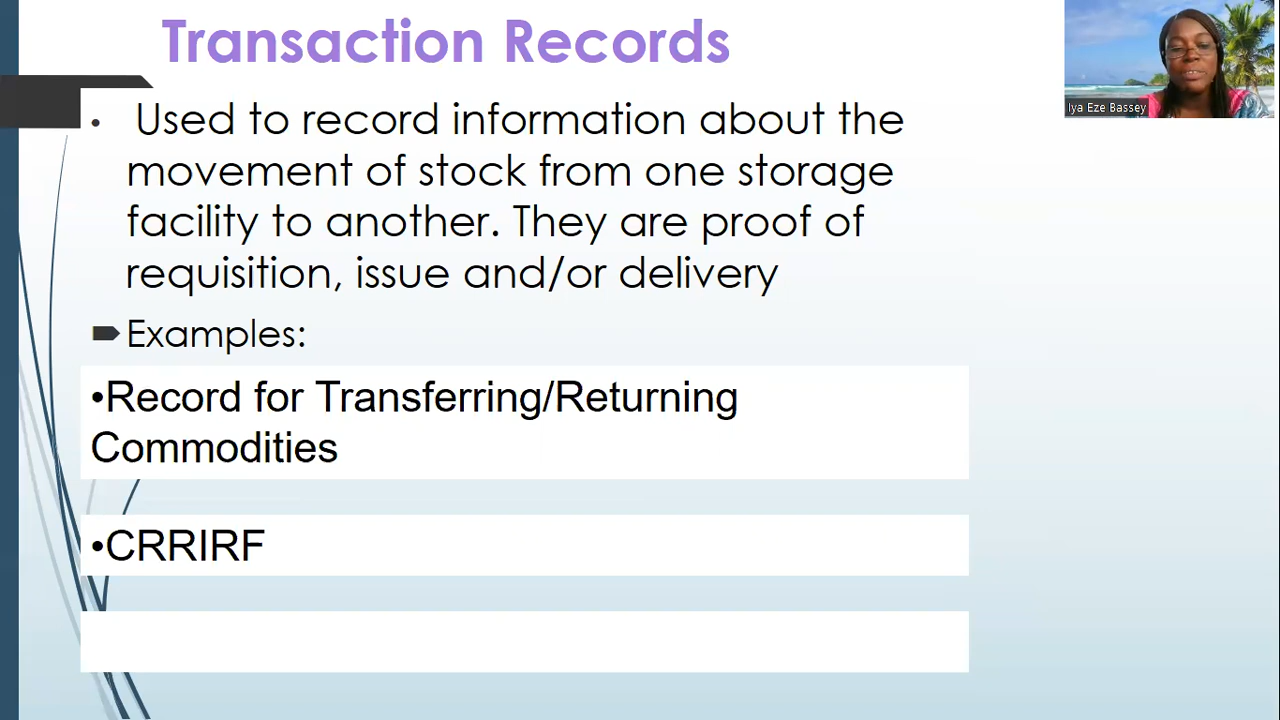 Transaction Records
• Used to record information about the
movement of stock from one storage
facility to another. They are proof of
requisition, issue and/or delivery
Examples:
•Record for Transferring/Returning
Commodities
•CRRIRF
Iya Eze Bassey